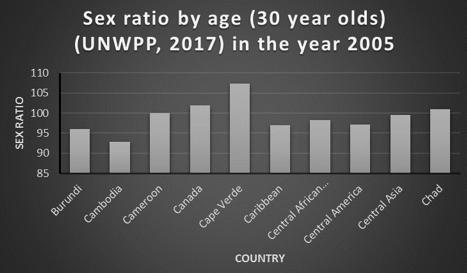 Sex ratio by age (30 year olds)
(UNWPP, 2017) in the year 2005
110
105
100
95
90
85
SEX RATIO
Burundi
Cambodia
Cameroon
Canada
Cape Verde
Caribbean
Central African...
Central America
Central Asia
Chad
COUNTRY